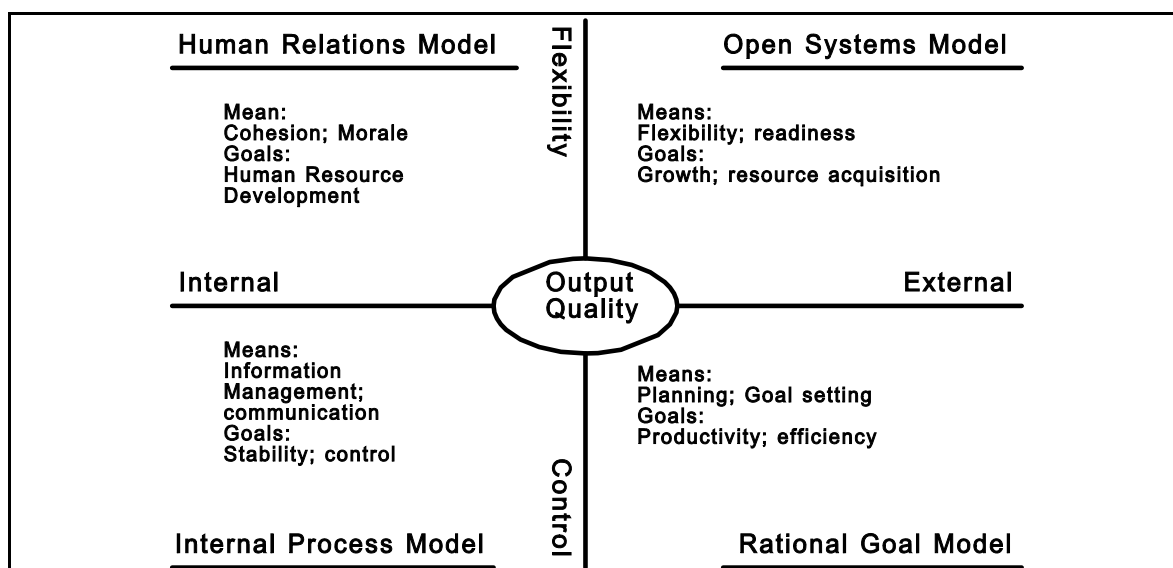 Human Relations Model
Flexibility
Open Systems Model
Mean:
Cohesion; Morale
Goals:
Human Resource
Development
Means:
Flexibility; readiness
Goals:
Growth; resource acquisition
Internal
Output
Quality
External
Means:
Information
Management;
communication
Goals:
Stability; control
Means:
Planning; Goal setting
Goals:
Productivity; efficiency
Control
Internal Process Model
Rational Goal Model